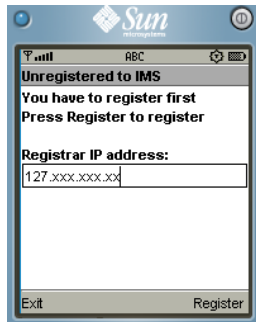 Sun
microsystems
ABC
Unregistered to IMS
You have to register first
Press Register to register
Registrar IP address:
127.xxx.xxx.xx
Exit Register